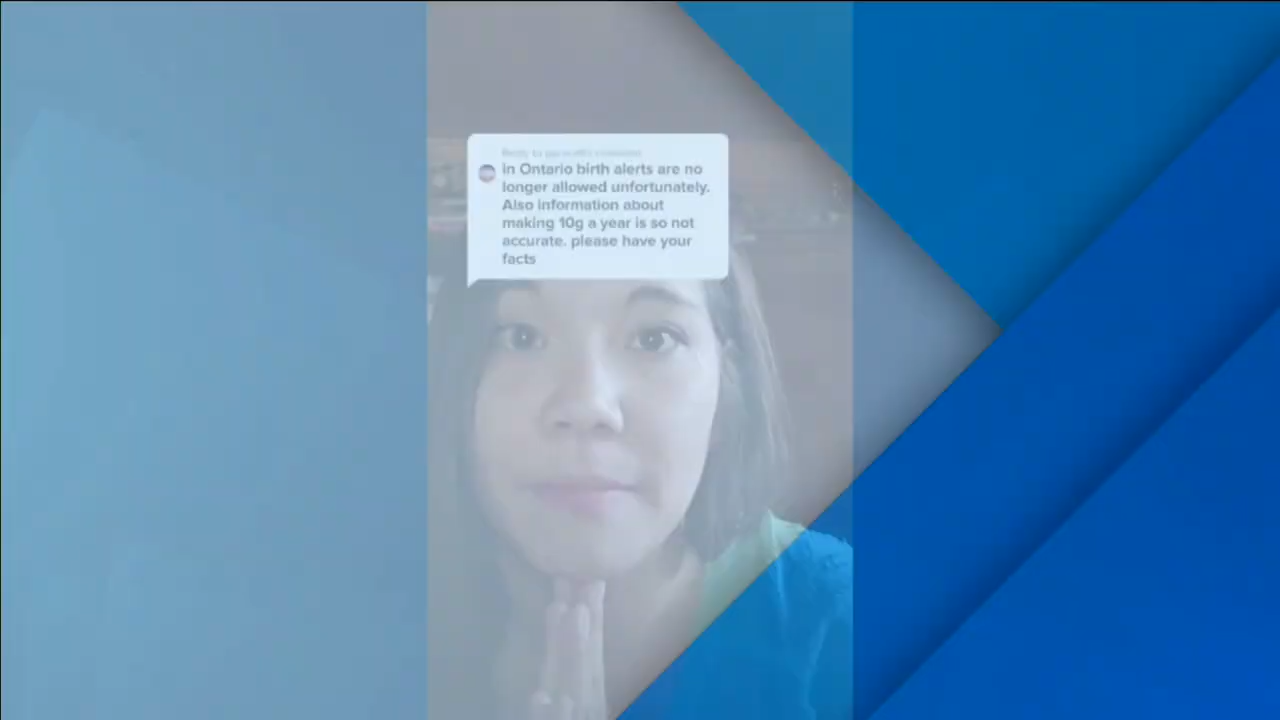 in Ontario birth alerts are no
longer allowed unfortunately.
Also information about
making 10g a year is so not
accurate. please have your
facts